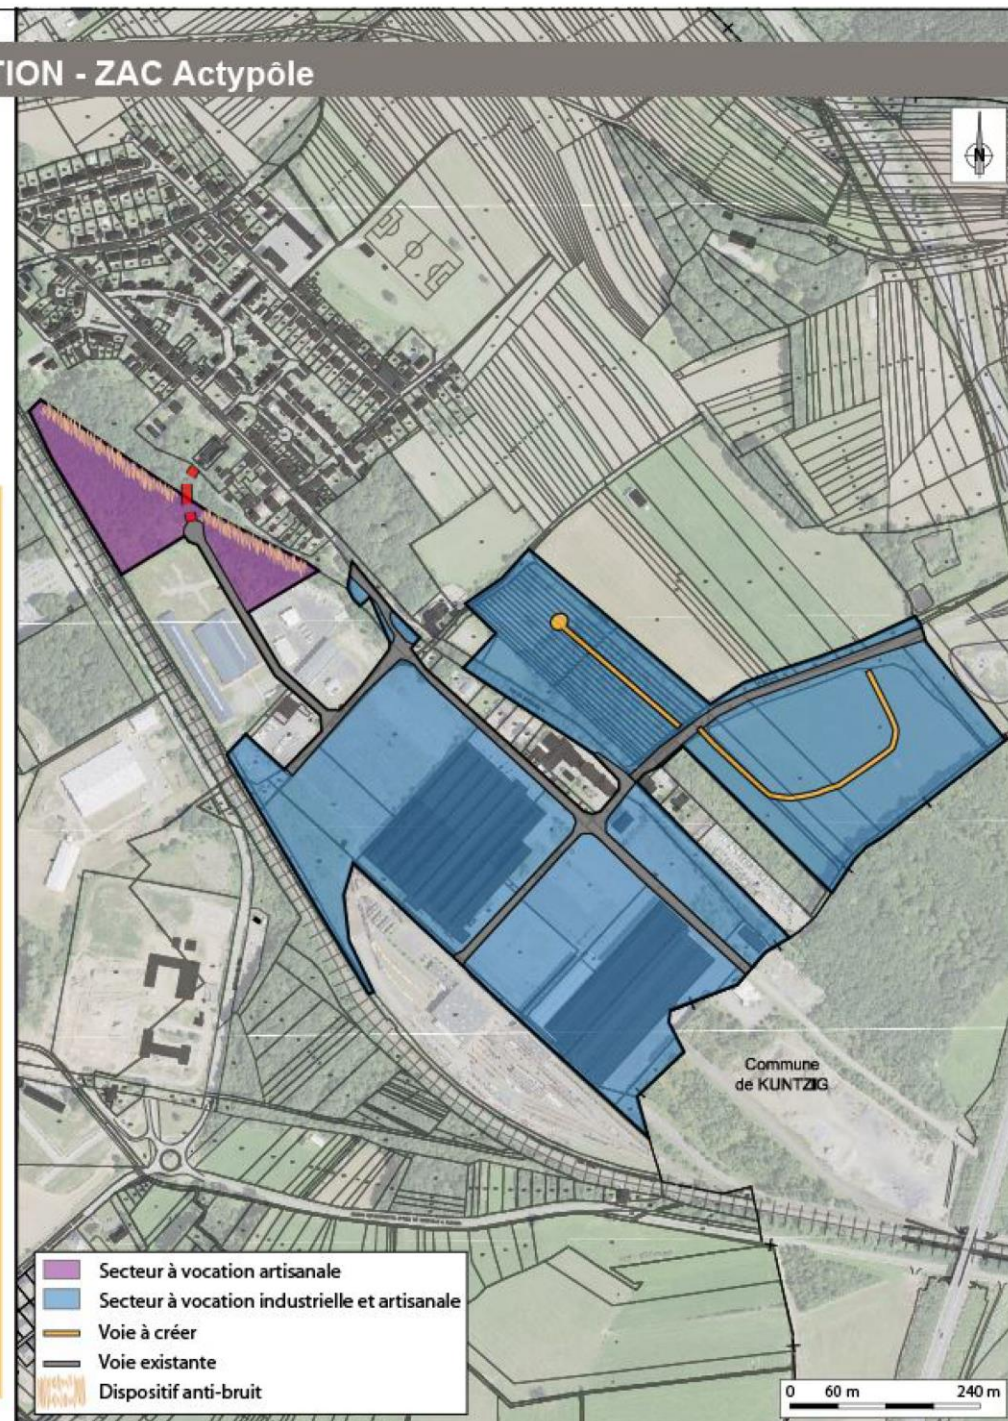 TION - ZAC Actypôle
N
Commune
de KUNTZIG
Secteur à vocation artisanale
Secteur à vocation industrielle et artisanale
Voie à créer
Voie existante
Dispositif anti-bruit
0 60 m 240 m